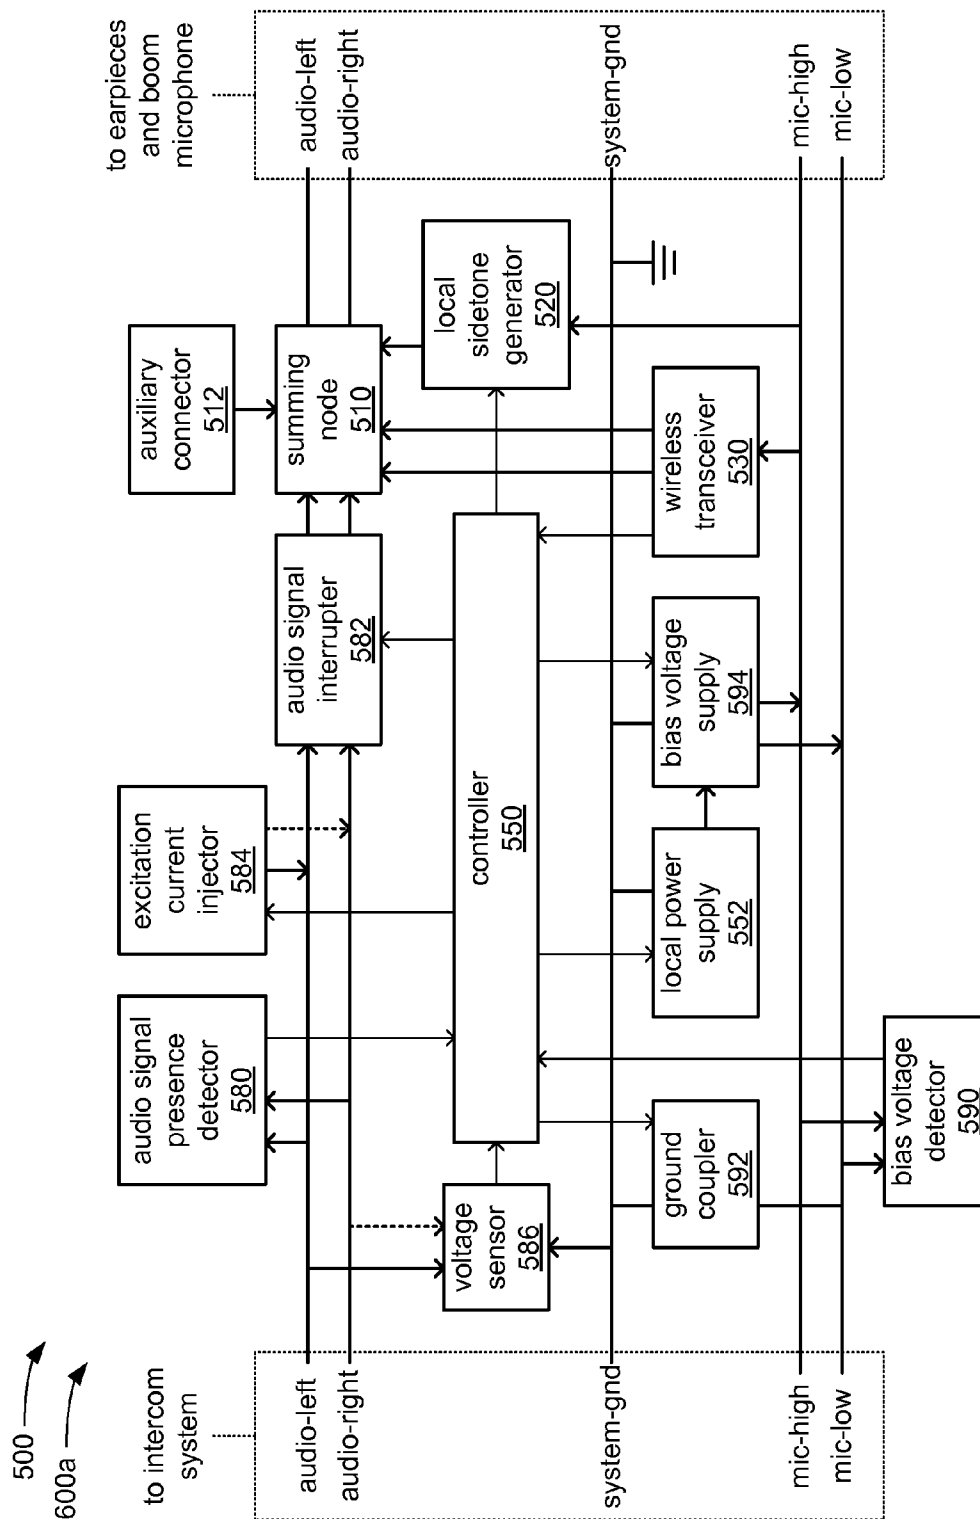 500
600a
to intercom
system
audio-left
audio-right
system-gnd
mic-high
mic-low
audio signal
presence
detector
580
excitation
current
injector
584
audio signal
interrupter
582
auxiliary
connector
512
summing
node
510
voltage
sensor
586
controller
550
local
sidetone
generator
520
ground
coupler
592
local power
supply
552
bias voltage
supply
594
wireless
transceiver
530
bias voltage
detector
590
to earpieces
and boom
microphone
audio-left
audio-right
system-gnd
mic-high
mic-low